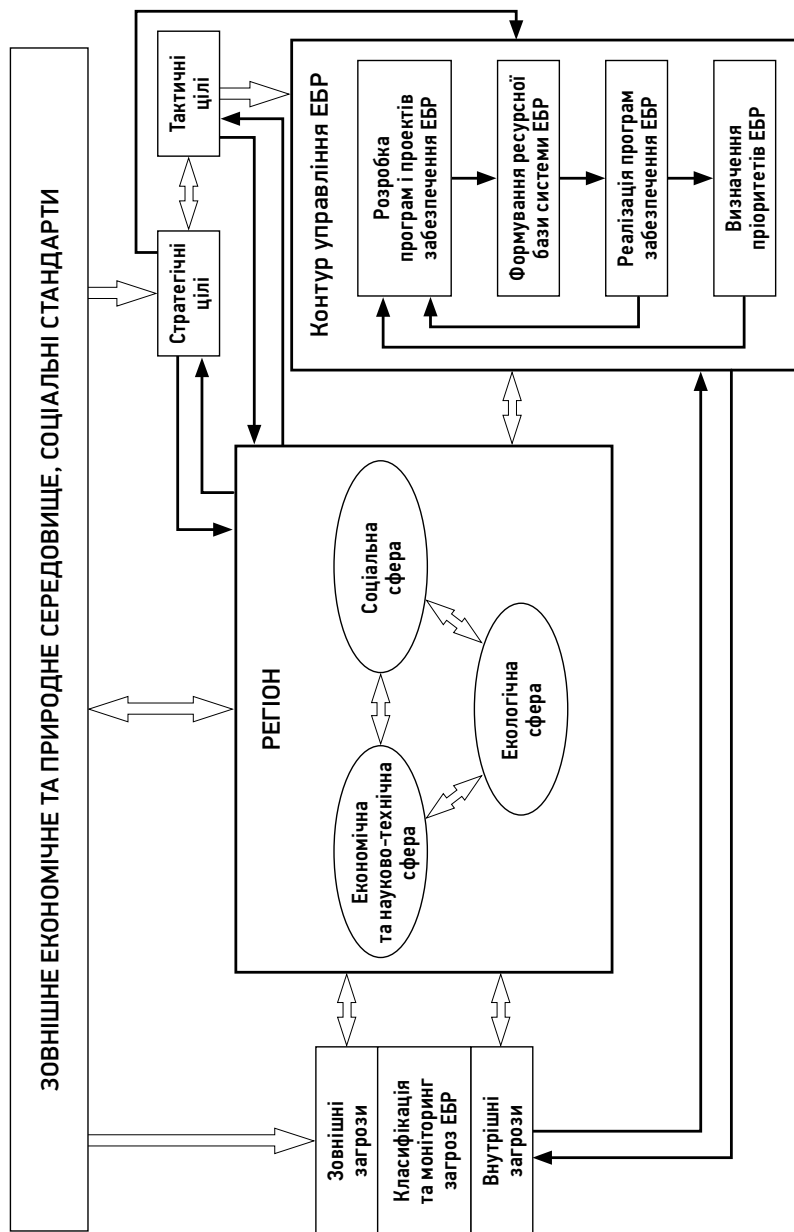 ЗОВНІШНЕ ЕКОНОМІЧНЕ ТА ПРИРОДНЕ СЕРЕДОВИЩЕ, СОЦІАЛЬНІ СТАНДАРТИ
Стратегічні
цілі
Тактичні
цілі
Зовнішні
загрози
Класифікація
та моніторинг
загроз ЕБР
Внутрішні
загрози
РЕГІОН
Економічна
та науково-технічна
сфера
Соціальна
сфера
Екологічна
сфера
Контур управління ЕБР
Розробка
програм і проектів
забезпечення ЕБР
Формування ресурсної
бази системи ЕБР
Реалізація програм
забезпечення ЕБР
Визначення
пріоритетів ЕБР